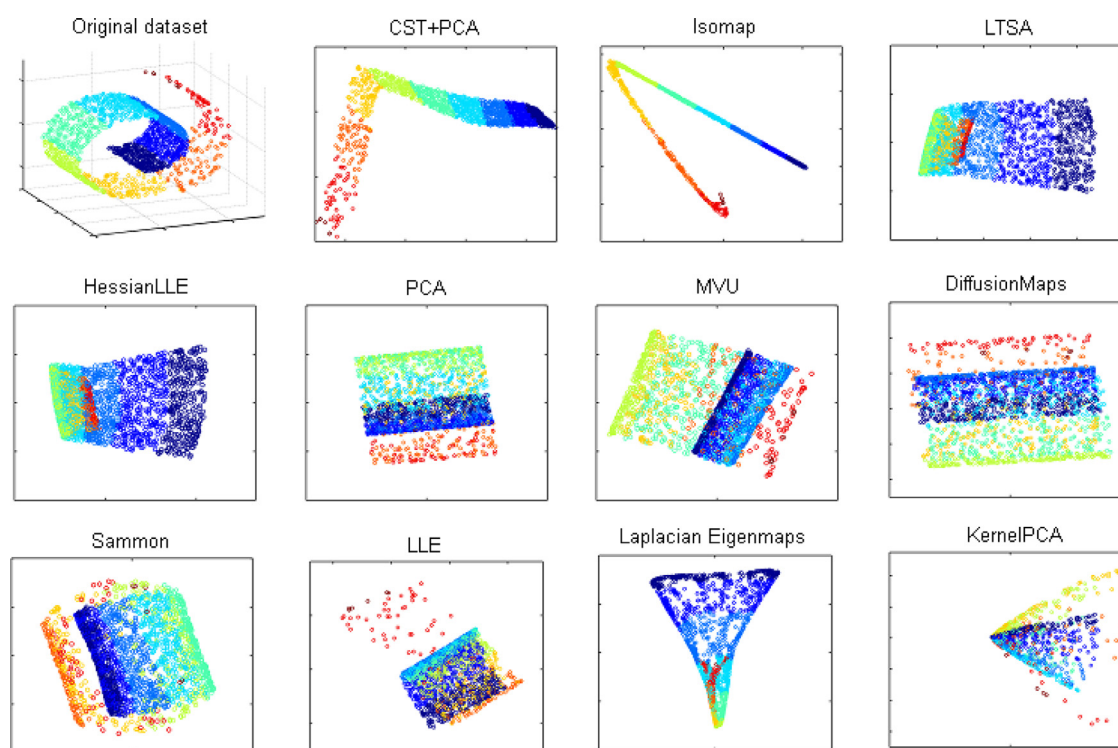 Original dataset
CST+PCA
Isomap
LTSA
HessianLLE
PCA
MVU
DiffusionMaps
Sammon
LLE
Laplacian Eigenmaps
KernelPCA